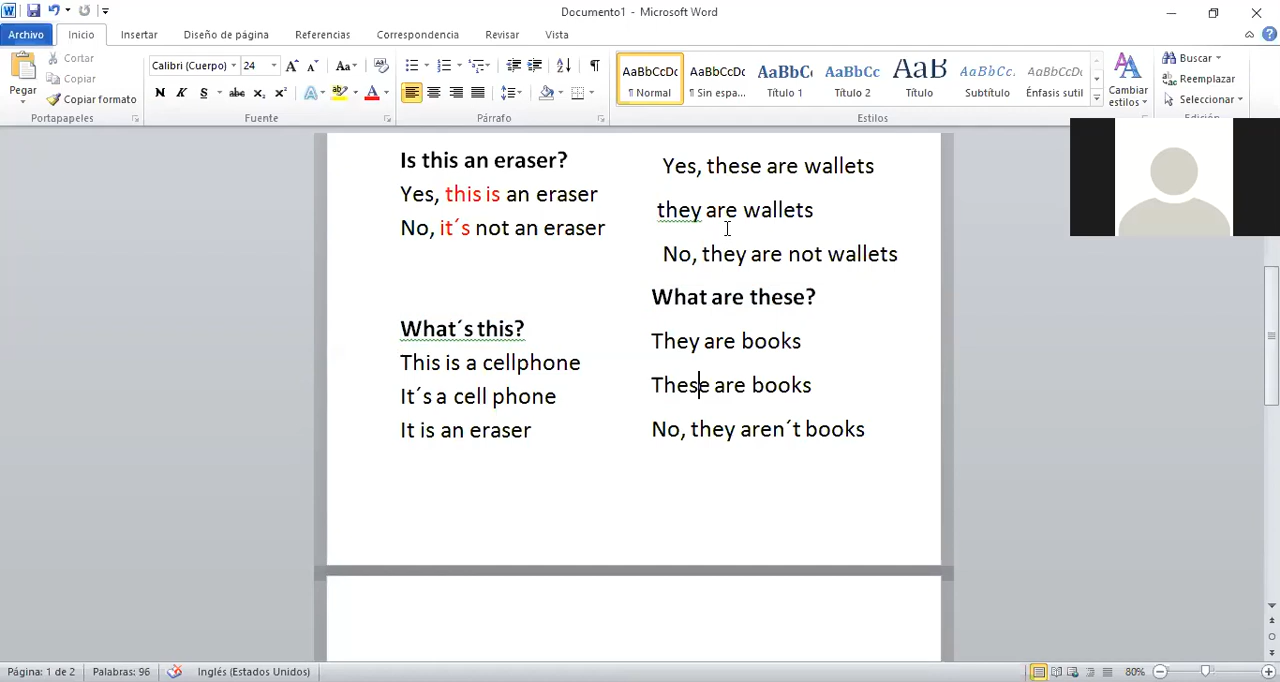 Documento1 - Microsoft Word
Archivo Inicio Insertar Diseño de página Referencias Correspondencia Revisar Vista
Pegar
Cortar
Copiar
Copiar formato
Portapapeles
Calibri (Cuerpo) 24
N K S abc x₂ x²
Fuente
Párrafo
AaBbCcDc AaBbCcDc AaBbC( AaBbCc AaB AaBbCc. AaBbCcDc
¶ Normal ¶ Sin espa... Título 1 Título 2 Título Subtítulo Énfasis sutil
Estilos
Cambiar estilos
Buscar
Reemplazar
Seleccionar
Edición
Is this an eraser?
Yes, this is an eraser
No, it´s not an eraser
What´s this?
This is a cellphone
It´s a cell phone
It is an eraser
Yes, these are wallets
they are wallets
No, they are not wallets
What are these?
They are books
These are books
No, they aren´t books
Página: 1 de 2 Palabras: 96 Inglés (Estados Unidos) 80%